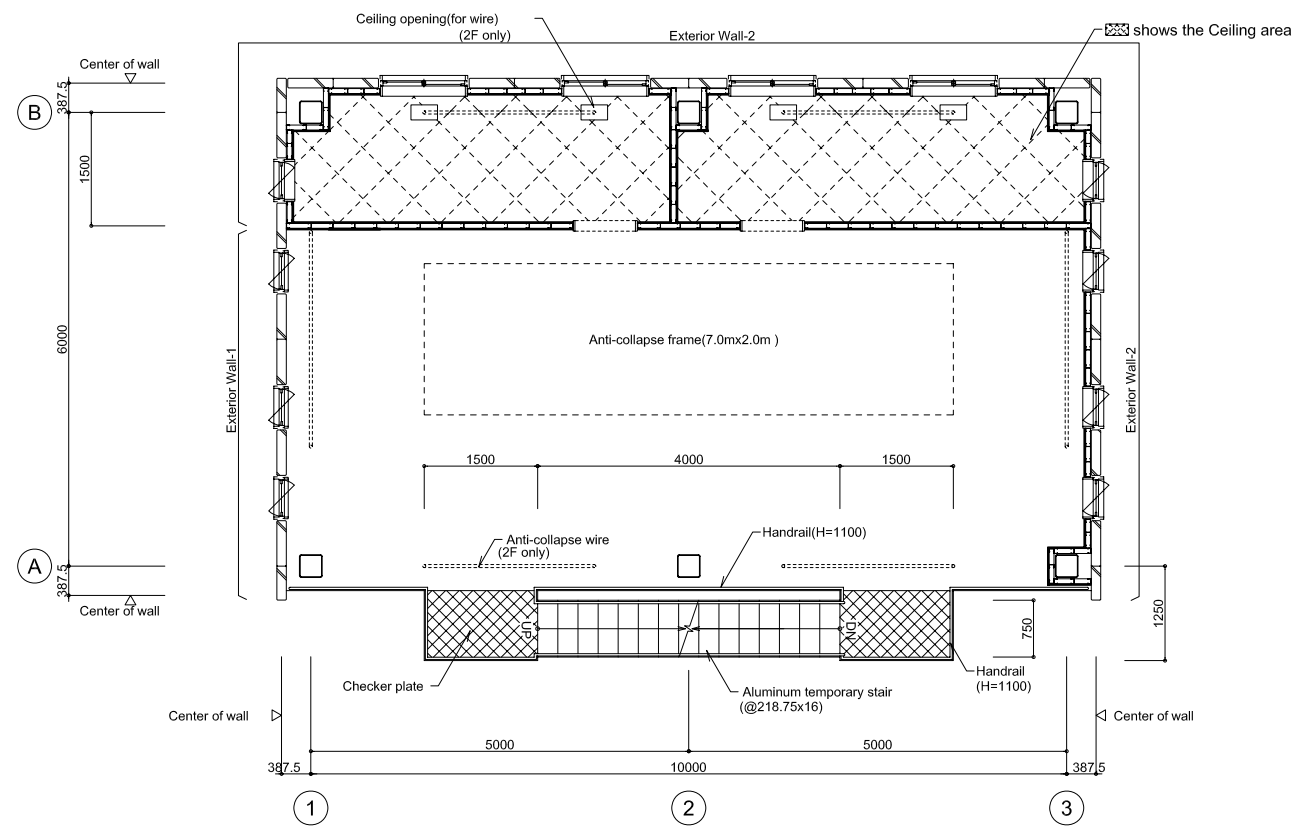 Ceiling opening(for wire)
(2F only)
Exterior Wall-2
shows the Ceiling area
Center of wall
387.5
B
1500
6000
Exterior Wall-1
Anti-collapse frame(7.0mx2.0m )
Exterior Wall-2
1500
4000
1500
Handrail(H=1100)
Anti-collapse wire
(2F only)
A
387.5
Center of wall
UP
DN
750
1250
Checker plate
Aluminum temporary stair
(@218.75x16)
Handrail
(H=1100)
Center of wall
Center of wall
5000
5000
387.5
10000
387.5
1
2
3